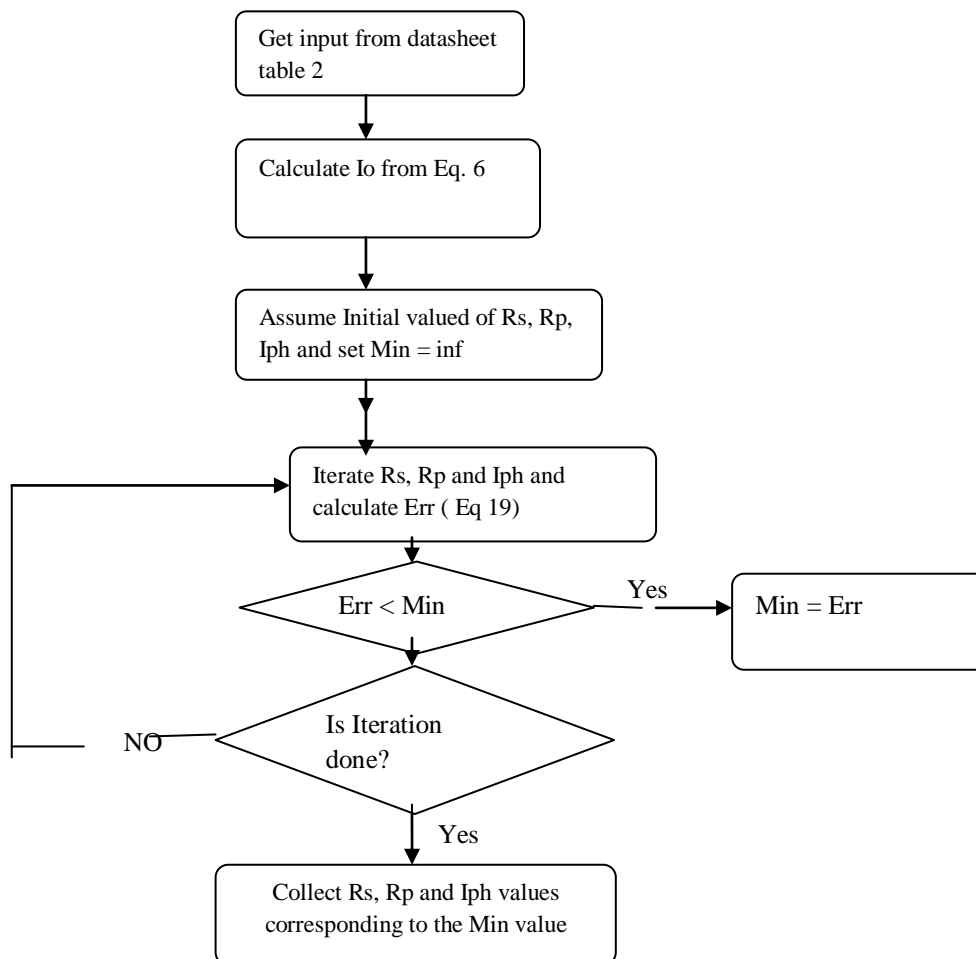 Get input from datasheet
table 2
Calculate Io from Eq. 6
Assume Initial valued of Rs, Rp,
Iph and set Min = inf
Iterate Rs, Rp and Iph and
calculate Err ( Eq 19)
Err < Min
Yes
Min = Err
Is Iteration
done?
NO
Yes
Collect Rs, Rp and Iph values
corresponding to the Min value